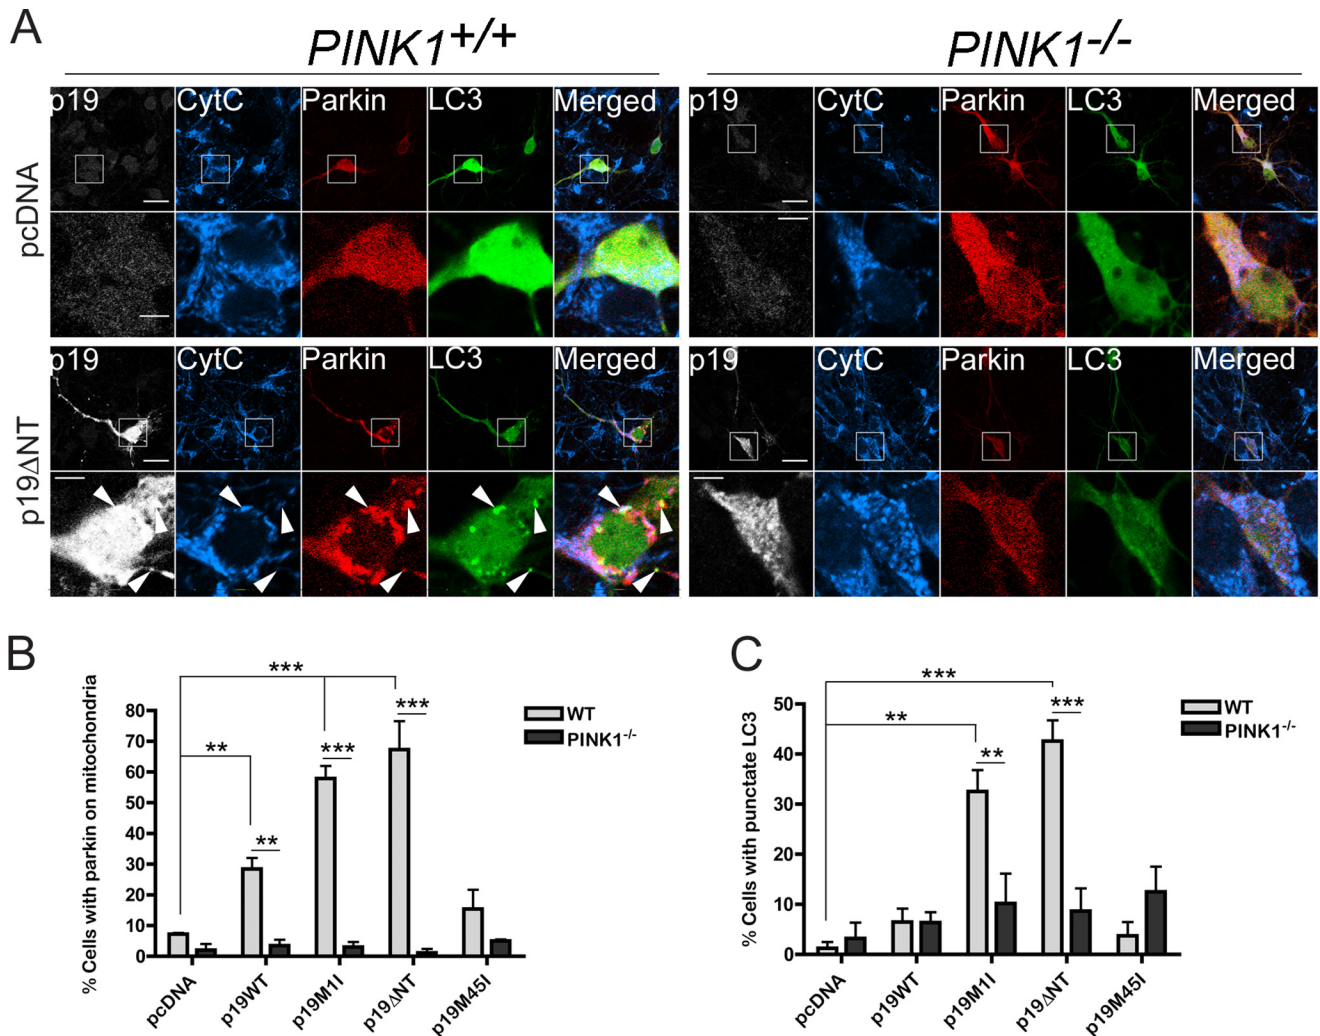 A
PINK1+/+ PINK1-/-
pcDNA
p19 CytC Parkin LC3 Merged p19 CytC Parkin LC3 Merged
p19ΔNT
p19 CytC Parkin LC3 Merged p19 CytC Parkin LC3 Merged
B
% Cells with parkin on mitochondria
80
70
60
50
40
30
20
10
0
** *** ** *** ***
WT
PINK1-/-
pcDNA p19WT p19M1I p19ΔNT p19M45I
C
% Cells with punctate LC3
50
40
30
20
10
0
*** ** ** ***
WT
PINK1-/-
pcDNA p19WT p19M1I p19ΔNT p19M45I